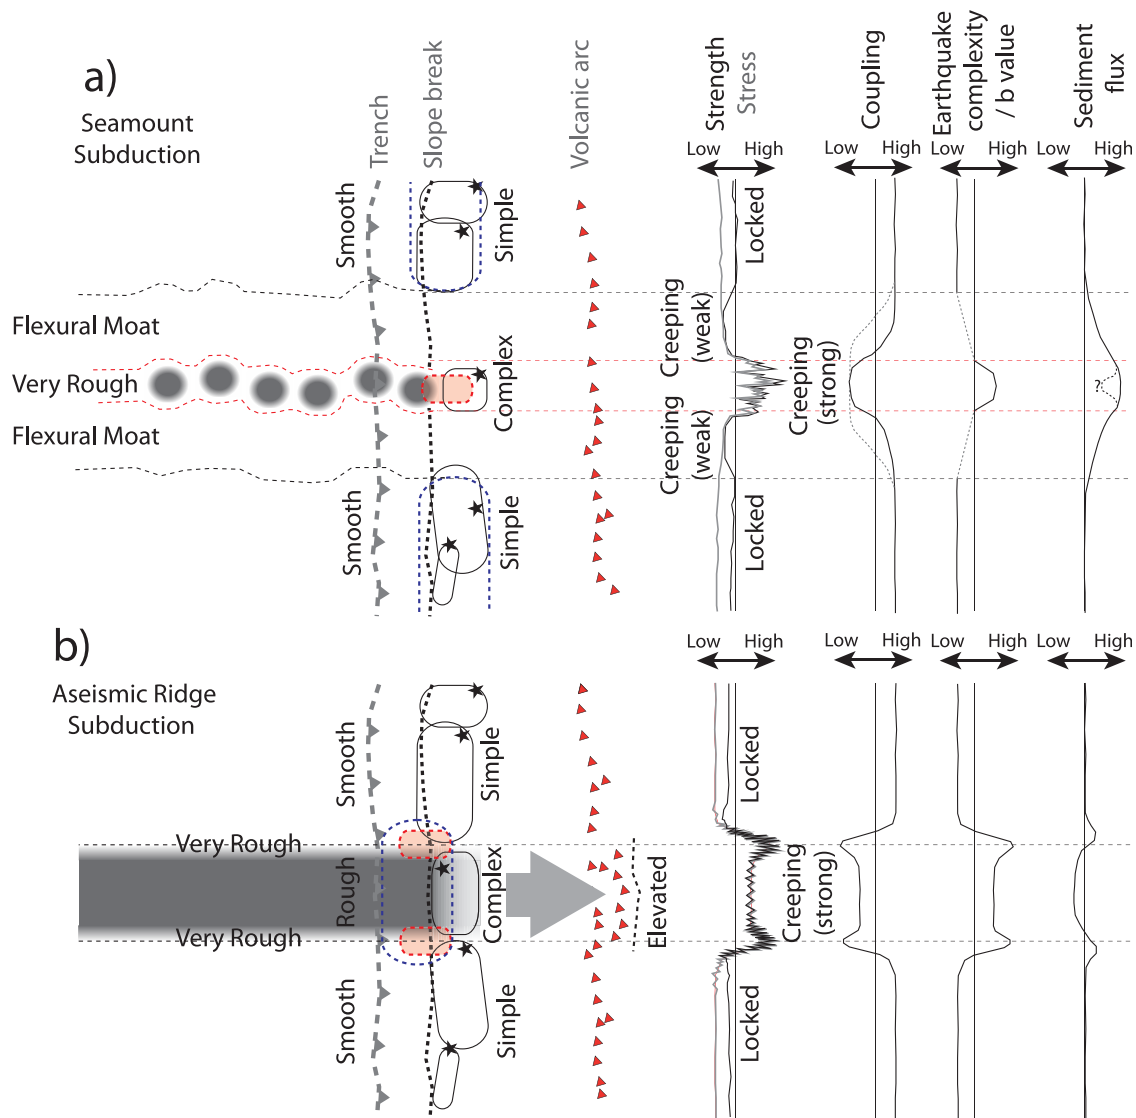 a)
Seamount
Subduction
Trench
Slope break
Volcanic arc
Strength
Stress
Coupling
Earthquake
complexity
/ b value
Sediment
flux
Low
High
Low
High
Low
High
Low
High
Smooth
Simple
Locked
Flexural Moat
Creeping
(weak)
Very Rough
Complex
Creeping
(strong)
Flexural Moat
Creeping
(weak)
Smooth
Simple
Locked
b)
Aseismic Ridge
Subduction
Low
High
Low
High
Low
High
Low
High
Smooth
Simple
Locked
Very Rough
Rough
Complex
Elevated
Creeping
(strong)
Very Rough
Smooth
Simple
Locked